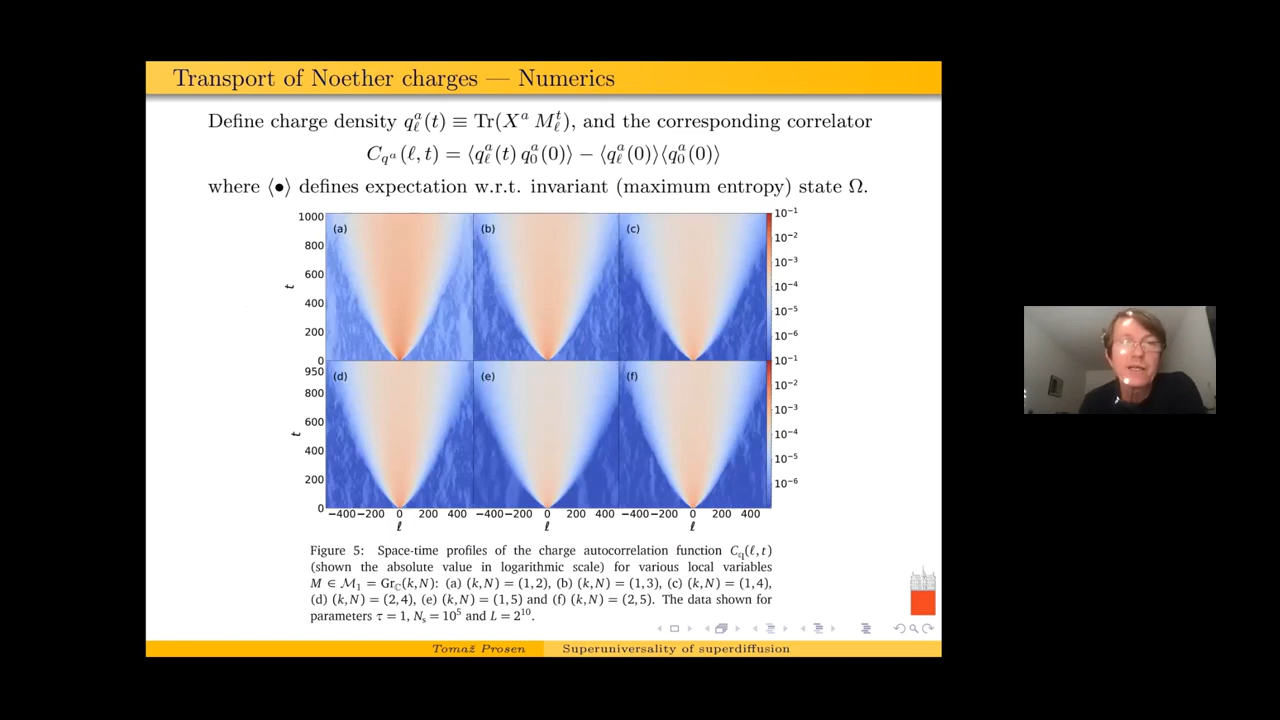 Transport of Noether charges — Numerics
Define charge density q^a_ℓ(t) ≡ Tr(X^a M^t_ℓ), and the corresponding correlator
C_{q^a}(ℓ, t) = ⟨q^a_ℓ(t) q^a_0(0)⟩ − ⟨q^a_ℓ(0)⟩⟨q^a_0(0)⟩
where ⟨•⟩ defines expectation w.r.t. invariant (maximum entropy) state Ω.
1000
800
600
400
200
0
t
(a)
(b)
(c)
10^{-1}
10^{-2}
10^{-3}
10^{-4}
10^{-5}
10^{-6}
950
800
600
400
200
0
t
(d)
(e)
(f)
10^{-1}
10^{-2}
10^{-3}
10^{-4}
10^{-5}
10^{-6}
−400 −200 0 200 400 −400 −200 0 200 400 −400 −200 0 200 400
ℓ ℓ ℓ
Figure 5: Space-time profiles of the charge autocorrelation function C_q(ℓ, t)
(shown the absolute value in logarithmic scale) for various local variables
M ∈ ℳ_1 = Gr_ℂ(k, N): (a) (k, N) = (1, 2), (b) (k, N) = (1, 3), (c) (k, N) = (1, 4),
(d) (k, N) = (2, 4), (e) (k, N) = (1, 5) and (f) (k, N) = (2, 5). The data shown for
parameters τ = 1, N_s = 10^5 and L = 2^{10}.
Tomaž Prosen Superuniversality of superdiffusion